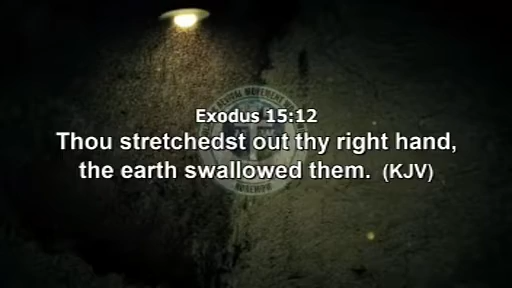 Exodus 15:12
Thou stretchedst out thy right hand,
the earth swallowed them. (KJV)